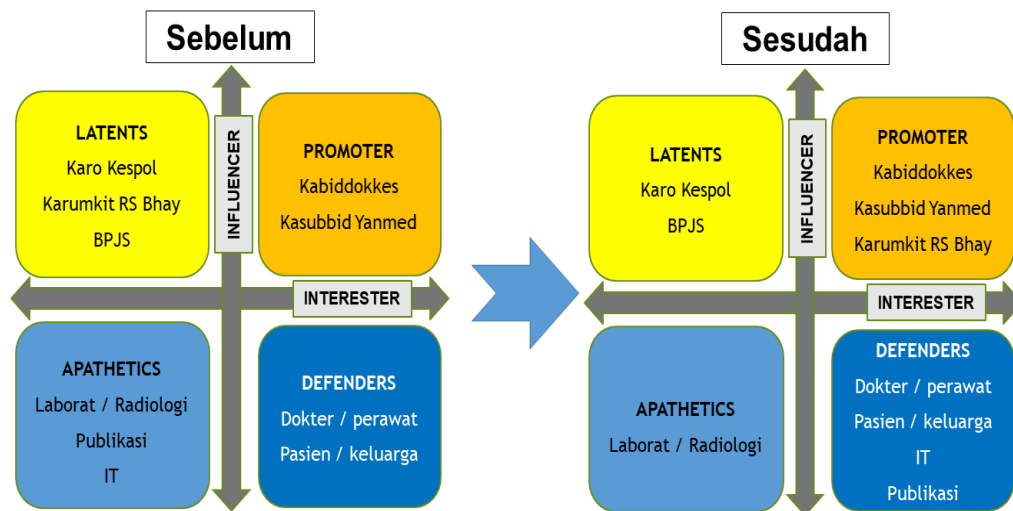 Sebelum
LATENTS
Karo Kespol
Karumkit RS Bhay
BPJS
INFLUENCER
PROMOTER
Kabiddokkes
Kasubbid Yanmed
INTERESTER
APATHETICS
Laborat / Radiologi
Publikasi
IT
DEFENDERS
Dokter / perawat
Pasien / keluarga
Sesudah
LATENTS
Karo Kespol
BPJS
INFLUENCER
PROMOTER
Kabiddokkes
Kasubbid Yanmed
Karumkit RS Bhay
INTERESTER
APATHETICS
Laborat / Radiologi
DEFENDERS
Dokter / perawat
Pasien / keluarga
IT
Publikasi